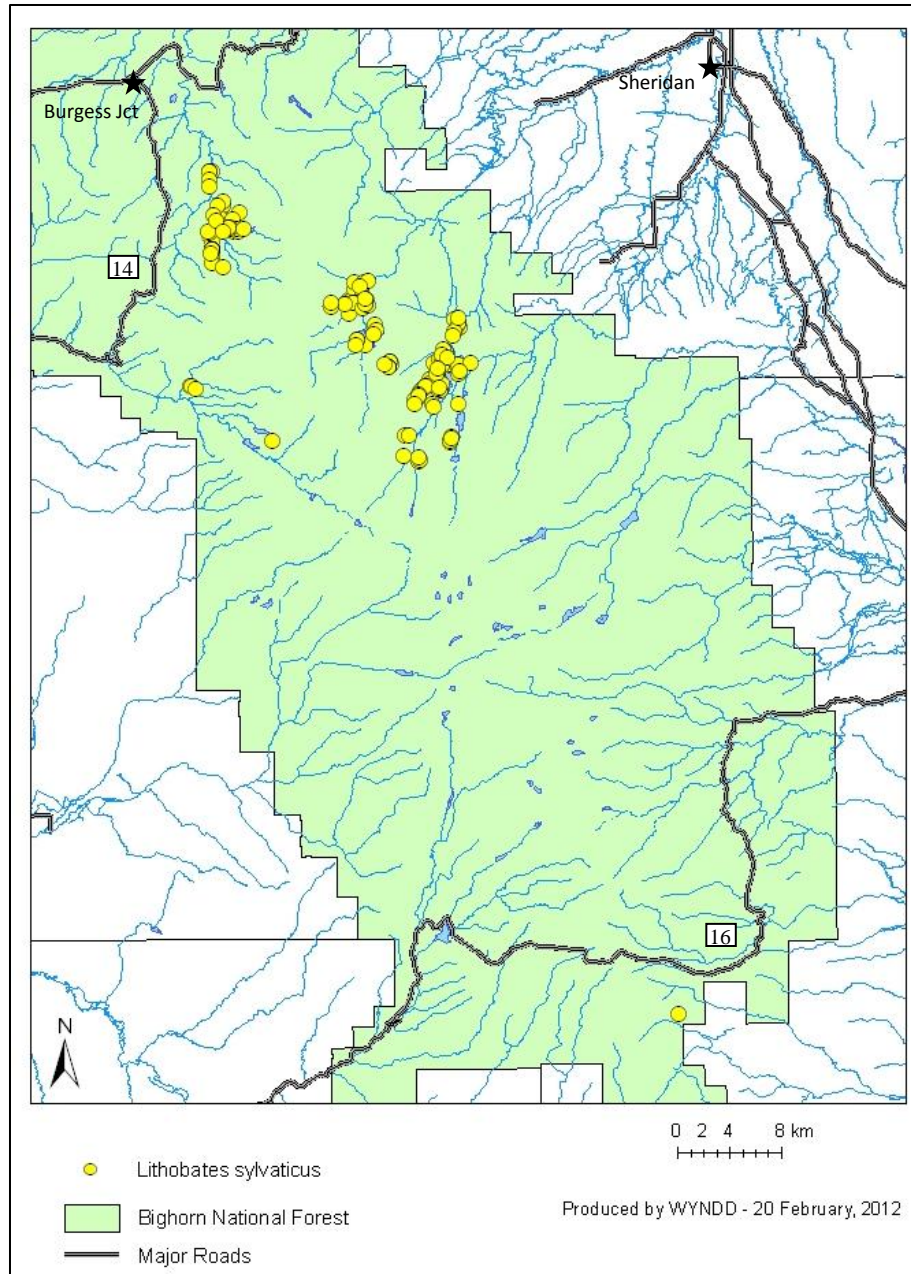 Burgess Jct
Sheridan
14
16
N
0 2 4 8 km
Lithobates sylvaticus
Bighorn National Forest
Produced by WYNDD - 20 February, 2012
Major Roads